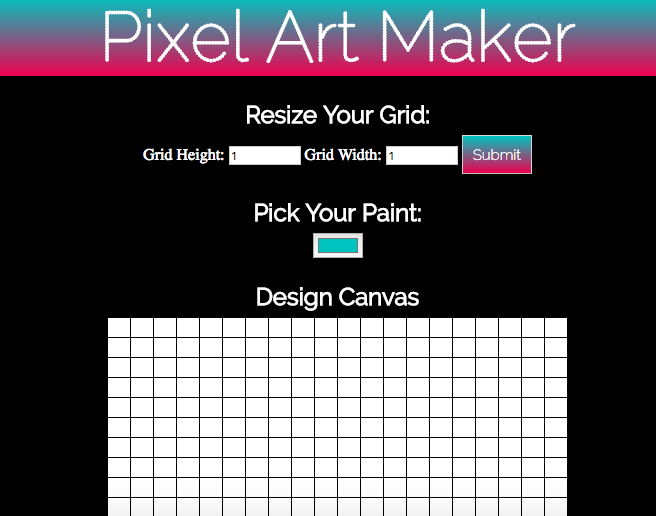 Pixel Art Maker
Resize Your Grid:
Grid Height: 1 Grid Width: 1 Submit
Pick Your Paint:
Design Canvas